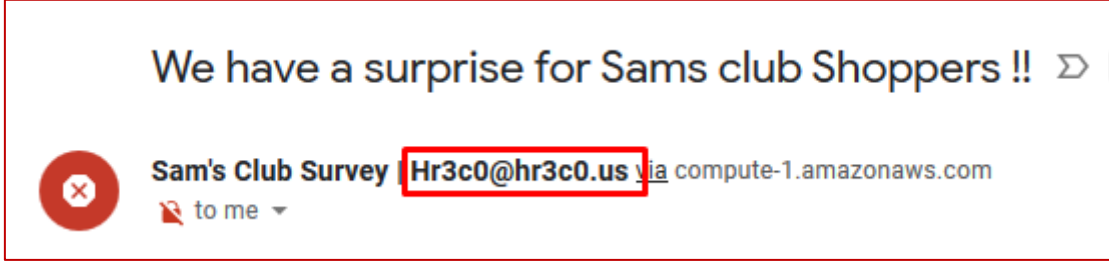 We have a surprise for Sams club Shoppers !!
Sam's Club Survey | Hr3c0@hr3c0.us via compute-1.amazonaws.com
to me